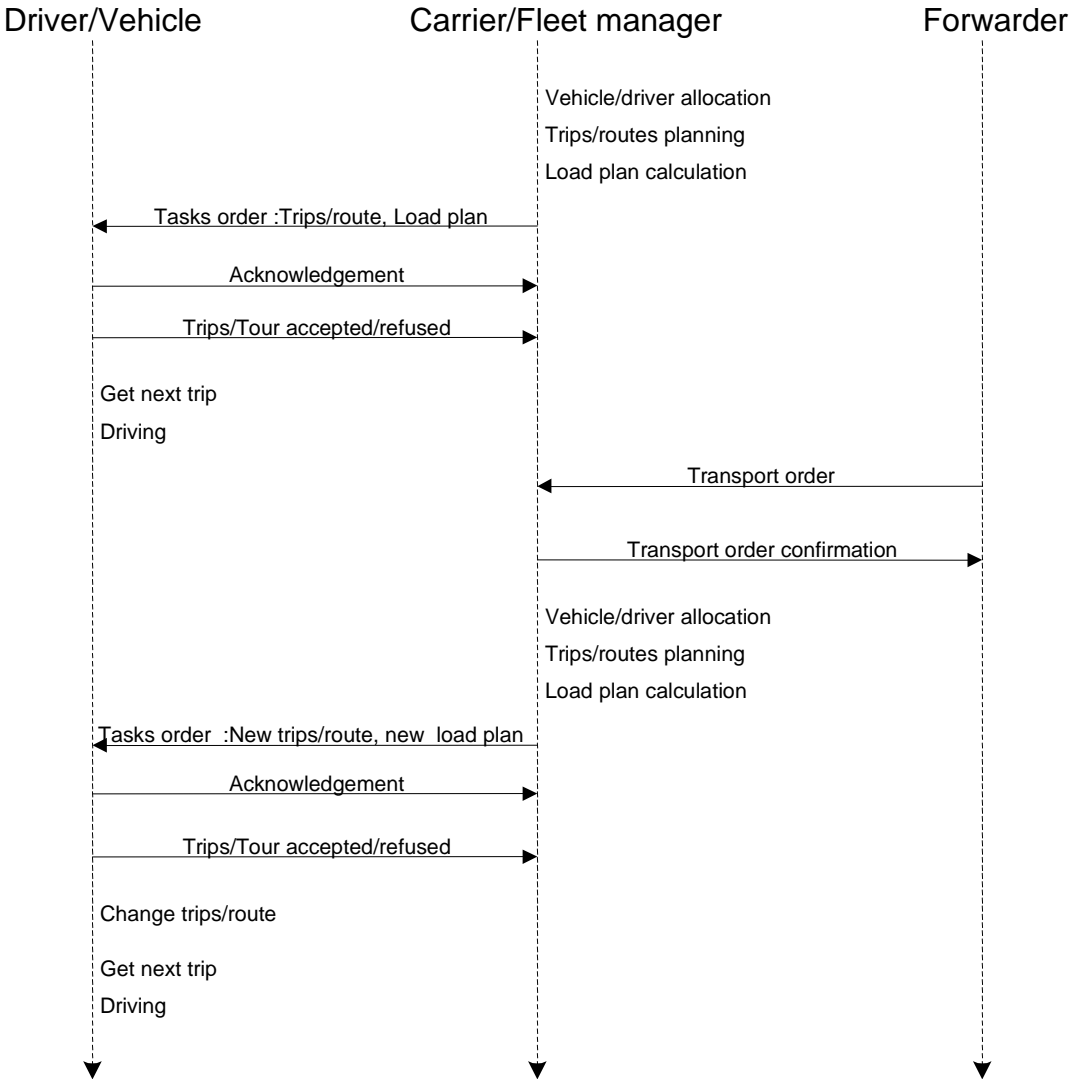 Driver/Vehicle
Carrier/Fleet manager
Forwarder
Vehicle/driver allocation
Trips/routes planning
Load plan calculation
Tasks order :Trips/route, Load plan
Acknowledgement
Trips/Tour accepted/refused
Get next trip
Driving
Transport order
Transport order confirmation
Vehicle/driver allocation
Trips/routes planning
Load plan calculation
Tasks order  :New trips/route, new  load plan
Acknowledgement
Trips/Tour accepted/refused
Change trips/route
Get next trip
Driving